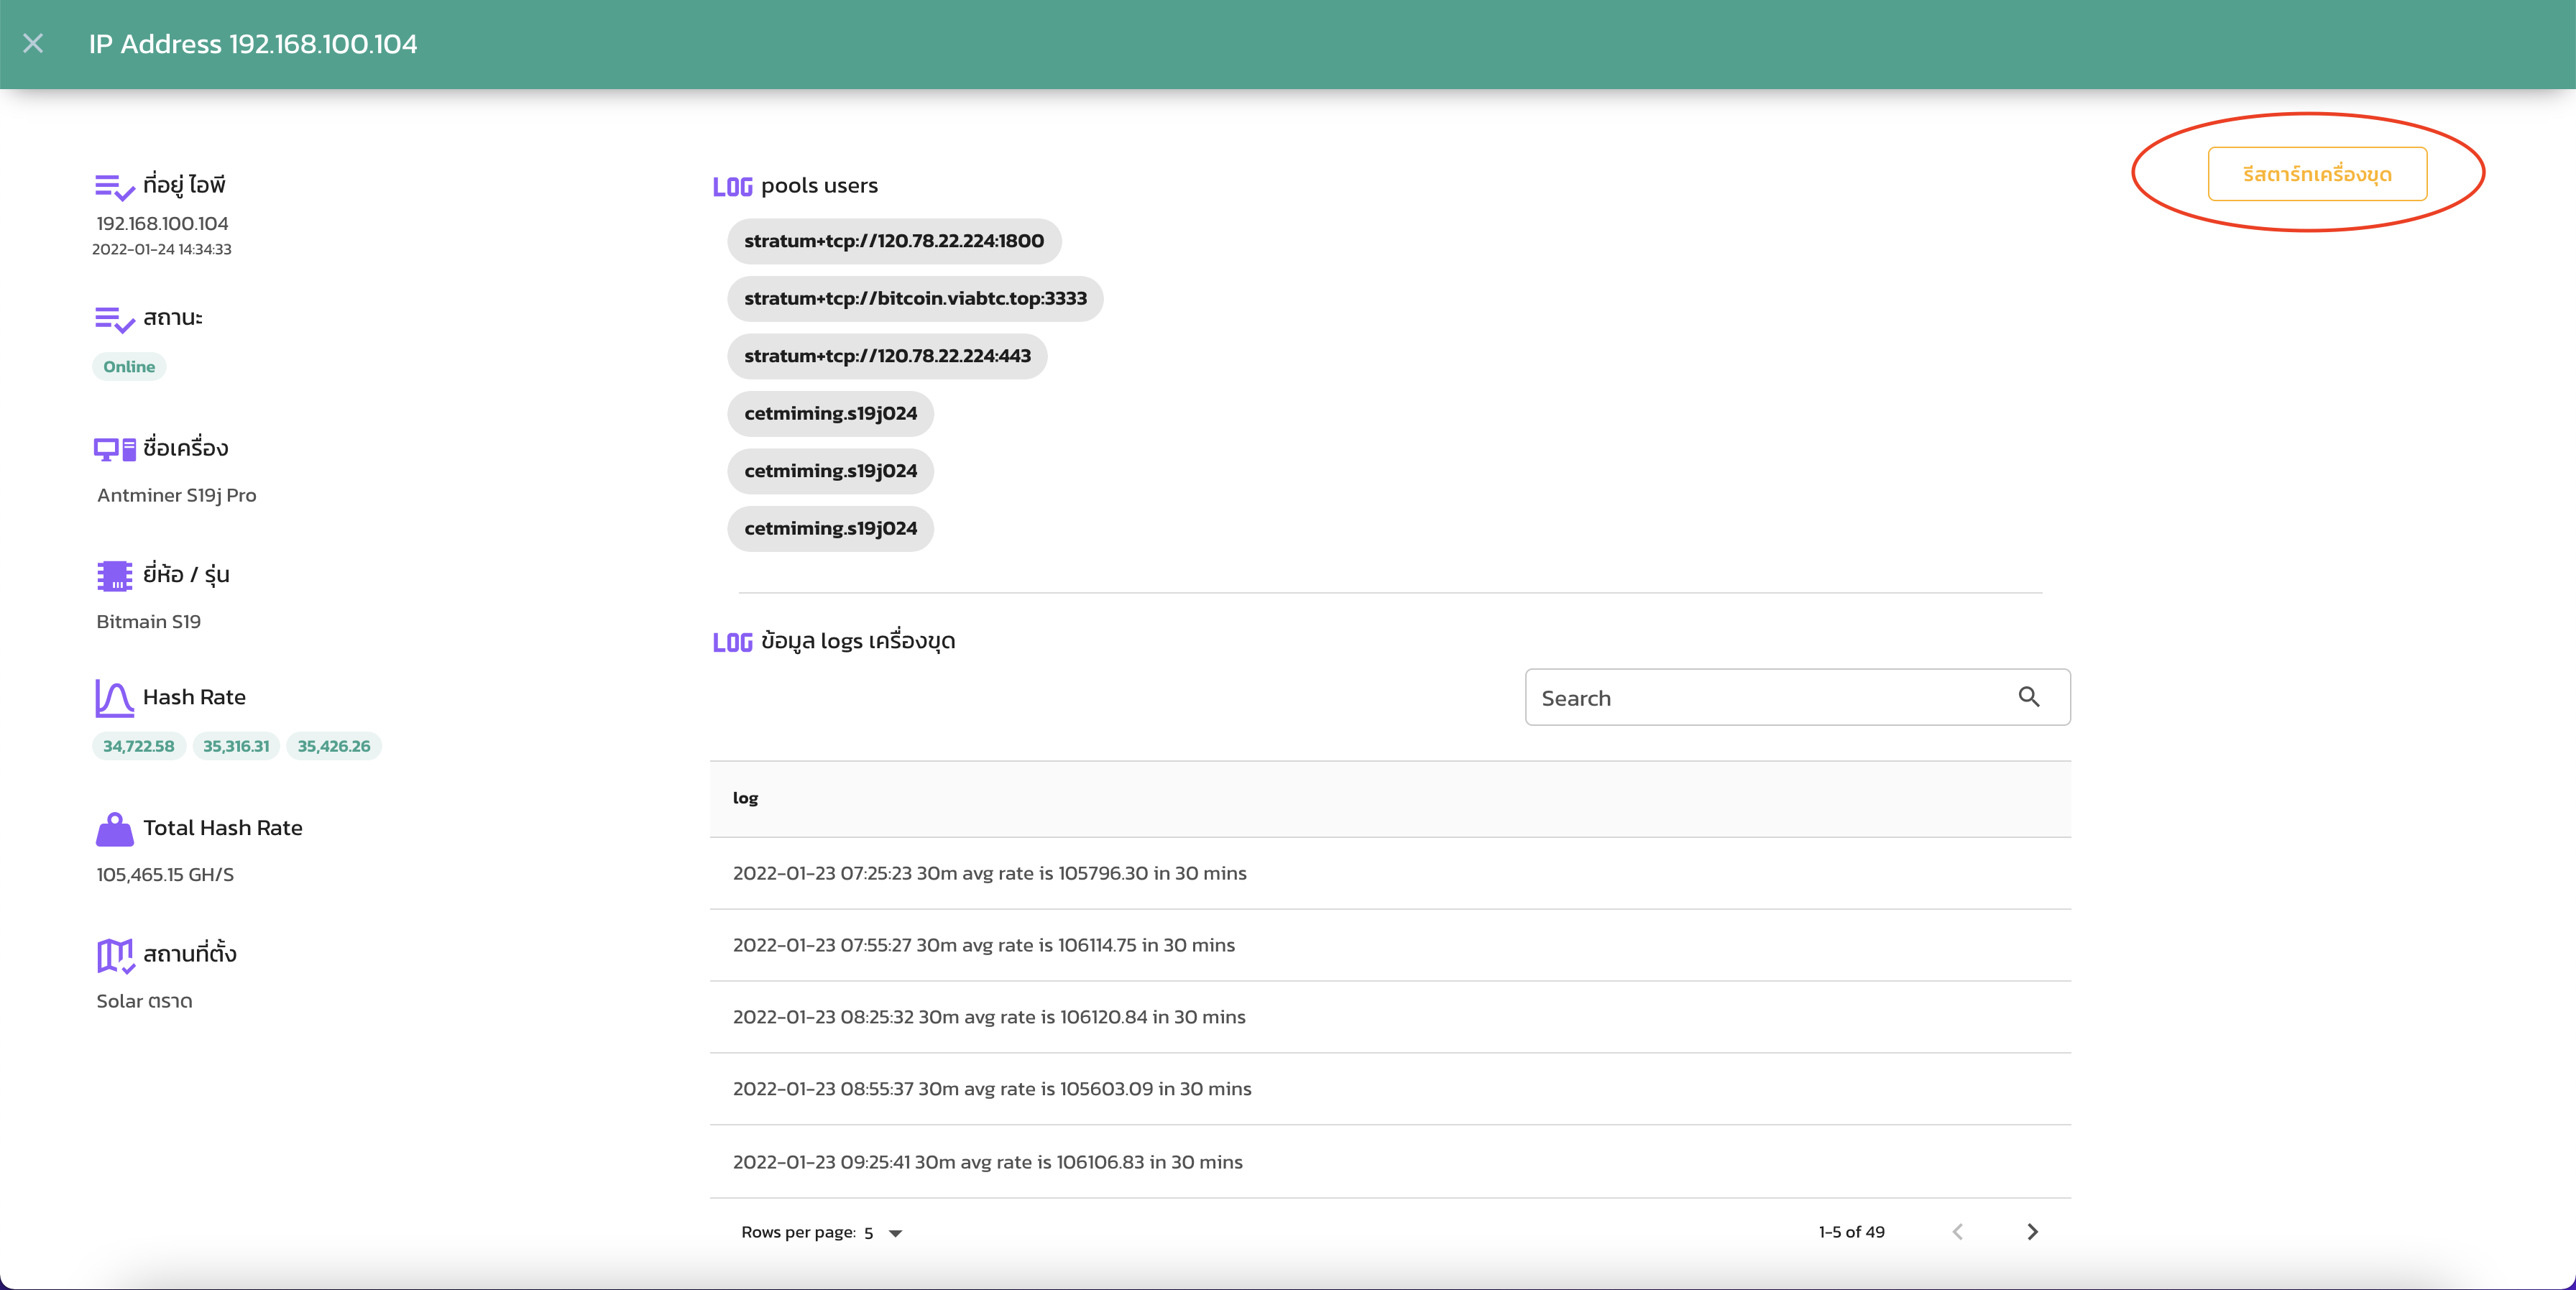 IP Address 192.168.100.104
ที่อยู่ ไอพี
192.168.100.104
2022-01-24 14:34:33
สถานะ
Online
ชื่อเครื่อง
Antminer S19j Pro
ยี่ห้อ / รุ่น
Bitmain S19
Hash Rate
34,722.58 35,316.31 35,426.26
Total Hash Rate
105,465.15 GH/S
สถานที่ตั้ง
Solar ตราด
LOG pools users
stratum+tcp://120.78.22.224:1800
stratum+tcp://bitcoin.viabtc.top:3333
stratum+tcp://120.78.22.224:443
cetmiming.s19j024
cetmiming.s19j024
cetmiming.s19j024
LOG ข้อมูล logs เครื่องขุด
Search
log
2022-01-23 07:25:23 30m avg rate is 105796.30 in 30 mins
2022-01-23 07:55:27 30m avg rate is 106114.75 in 30 mins
2022-01-23 08:25:32 30m avg rate is 106120.84 in 30 mins
2022-01-23 08:55:37 30m avg rate is 105603.09 in 30 mins
2022-01-23 09:25:41 30m avg rate is 106106.83 in 30 mins
Rows per page: 5
1-5 of 49
รีสตาร์ทเครื่องขุด